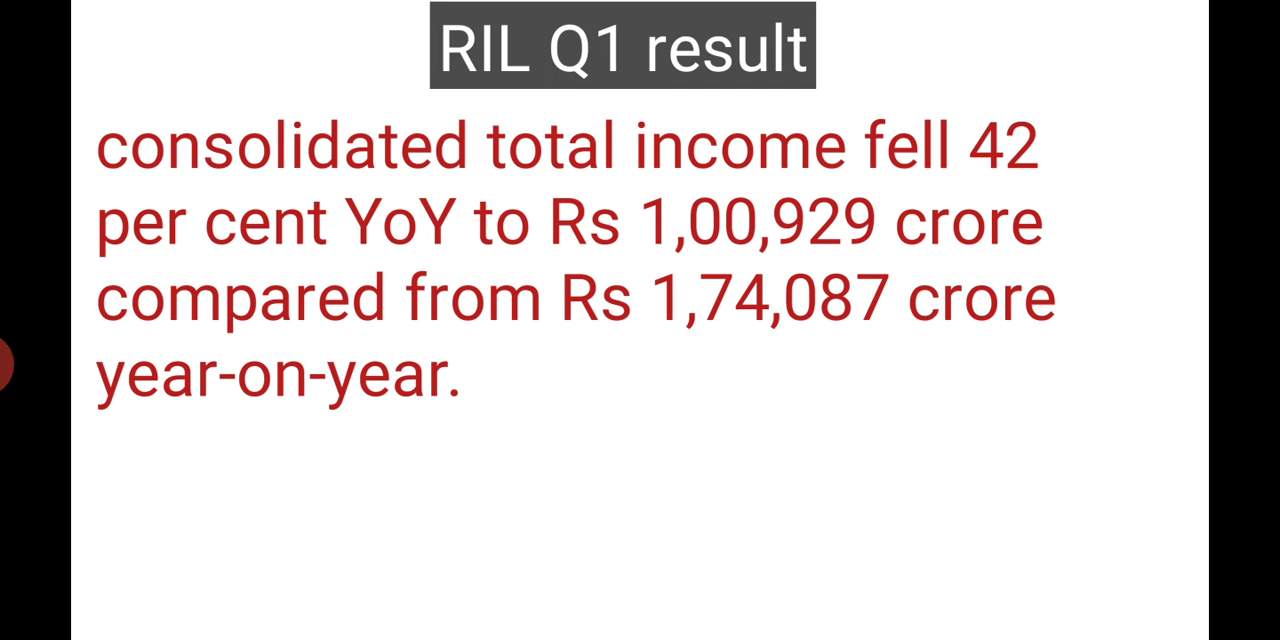 RIL Q1 result
consolidated total income fell 42
per cent YoY to Rs 1,00,929 crore
compared from Rs 1,74,087 crore
year-on-year.